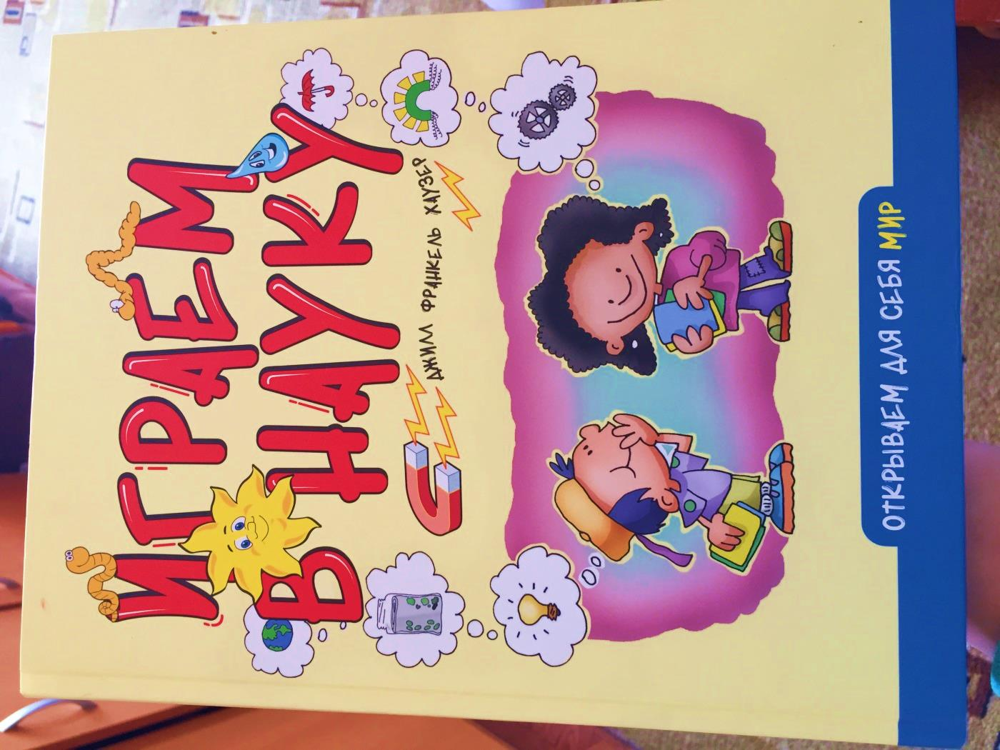 ИГРАЕМ
В НАУКУ
ДЖИЛЛ ФРАНКЕЛЬ ХАУЗЕР
ОТКРЫВАЕМ ДЛЯ СЕБЯ МИР